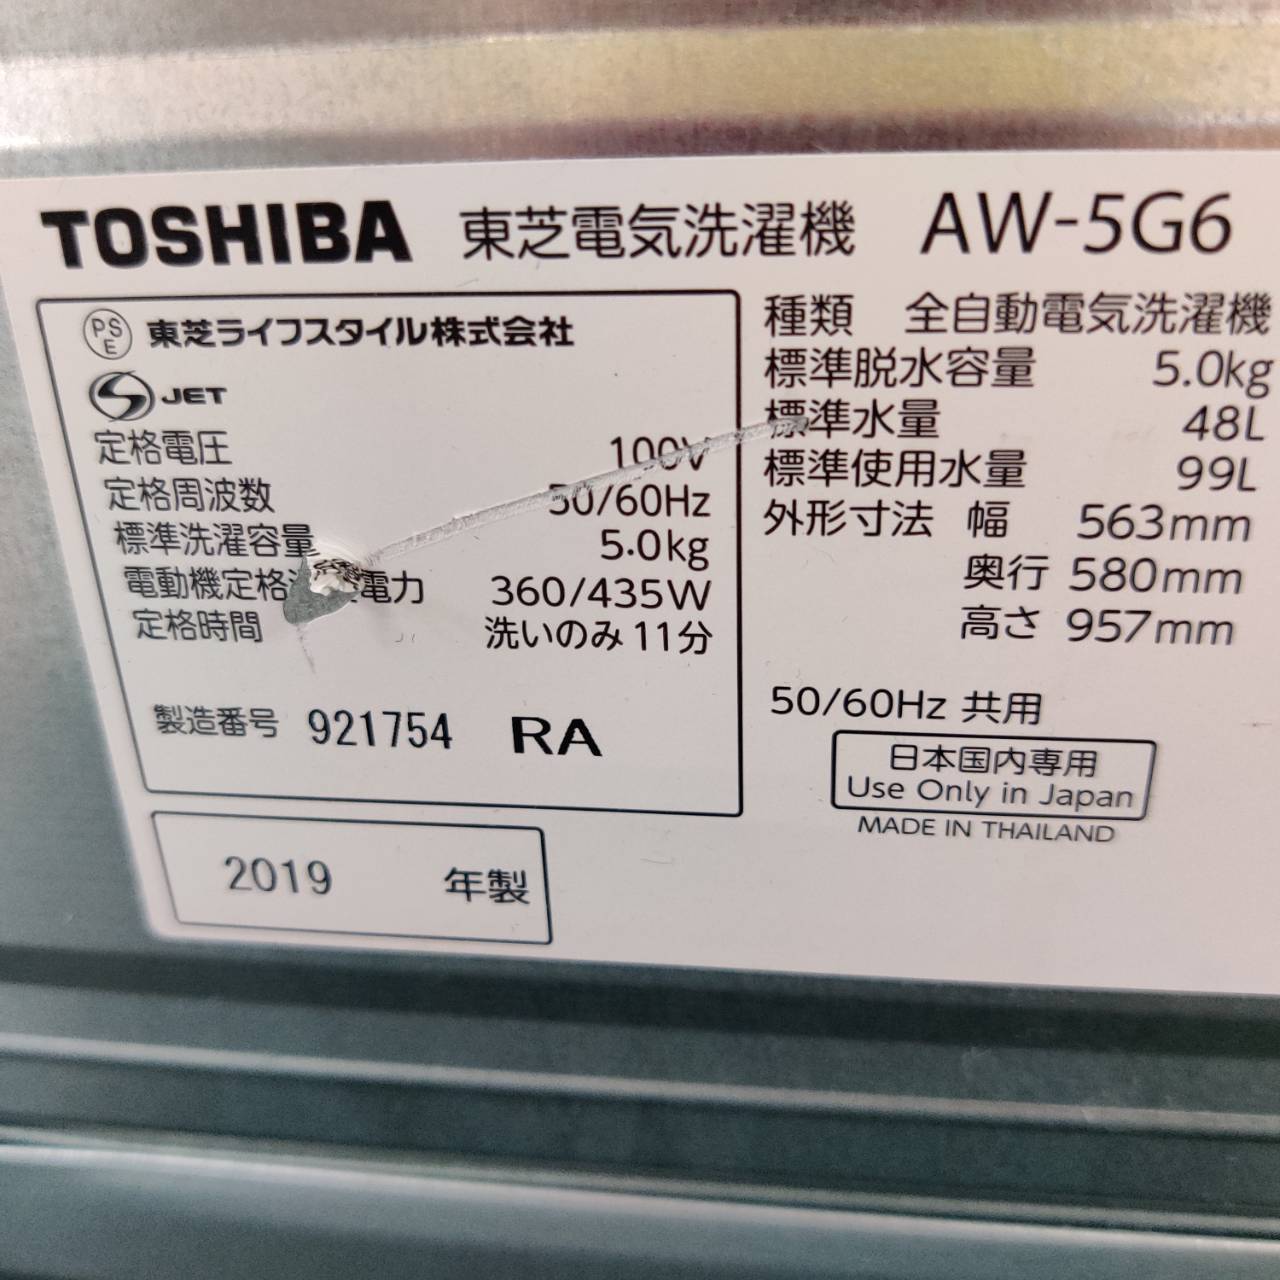 TOSHIBA 東芝電気洗濯機 AW-5G6
PSE 東芝ライフスタイル株式会社
S JET
定格電圧 100V
定格周波数 50/60Hz
標準洗濯容量 5.0kg
電動機定格 電力 360/435W
定格時間 洗いのみ11分
製造番号 921754 RA
2019 年製
種類 全自動電気洗濯機
標準脱水容量 5.0kg
標準水量 48L
標準使用水量 99L
外形寸法 幅 563mm
奥行 580mm
高さ 957mm
50/60Hz 共用
日本国内専用
Use Only in Japan
MADE IN THAILAND